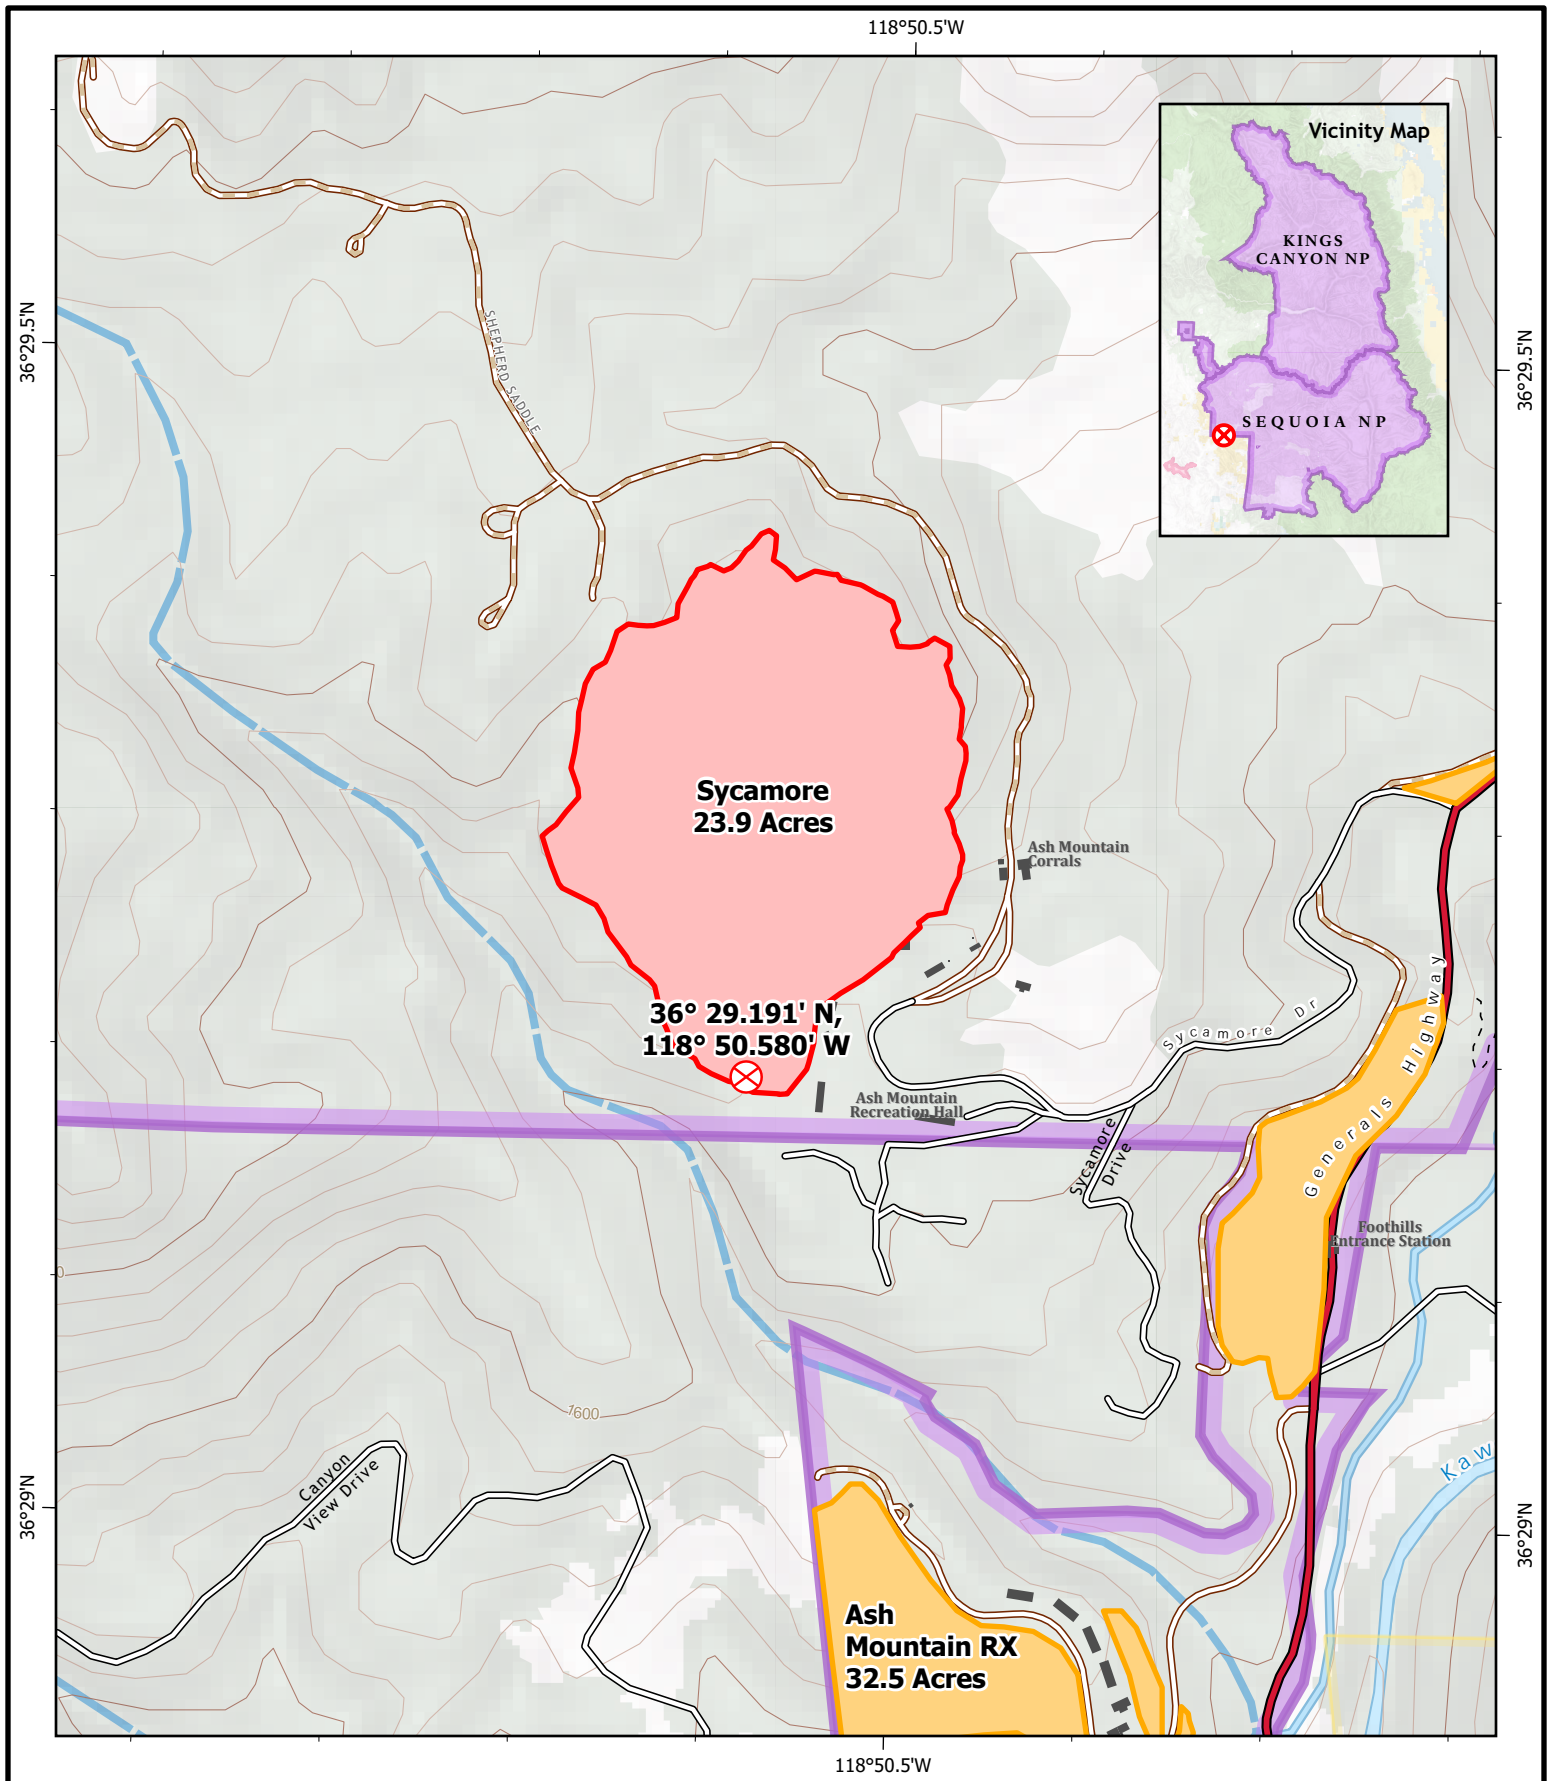 118°50.5'W
Vicinity Map
KINGS
CANYON NP
SEQUOIA NP
36°29.5'N
36°29.5'N
SHEPHERD SADDLE
Sycamore
23.9 Acres
Ash Mountain
Corrals
36° 29.191' N,
118° 50.580' W
Sycamore Dr
Generals Highway
Ash Mountain
Recreation Hall
Sycamore
Drive
Foothills
Entrance Station
0
1600
Canyon
View Drive
Kaw
36°29'N
36°29'N
Ash
Mountain RX
32.5 Acres
118°50.5'W